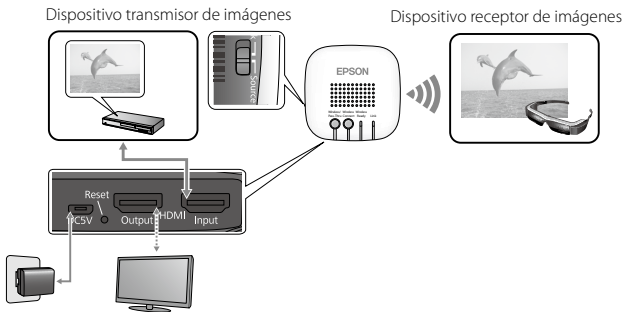 Dispositivo transmisor de imágenes
Dispositivo receptor de imágenes
Source
EPSON
Reset
DC5V
Output
HDMI
Input